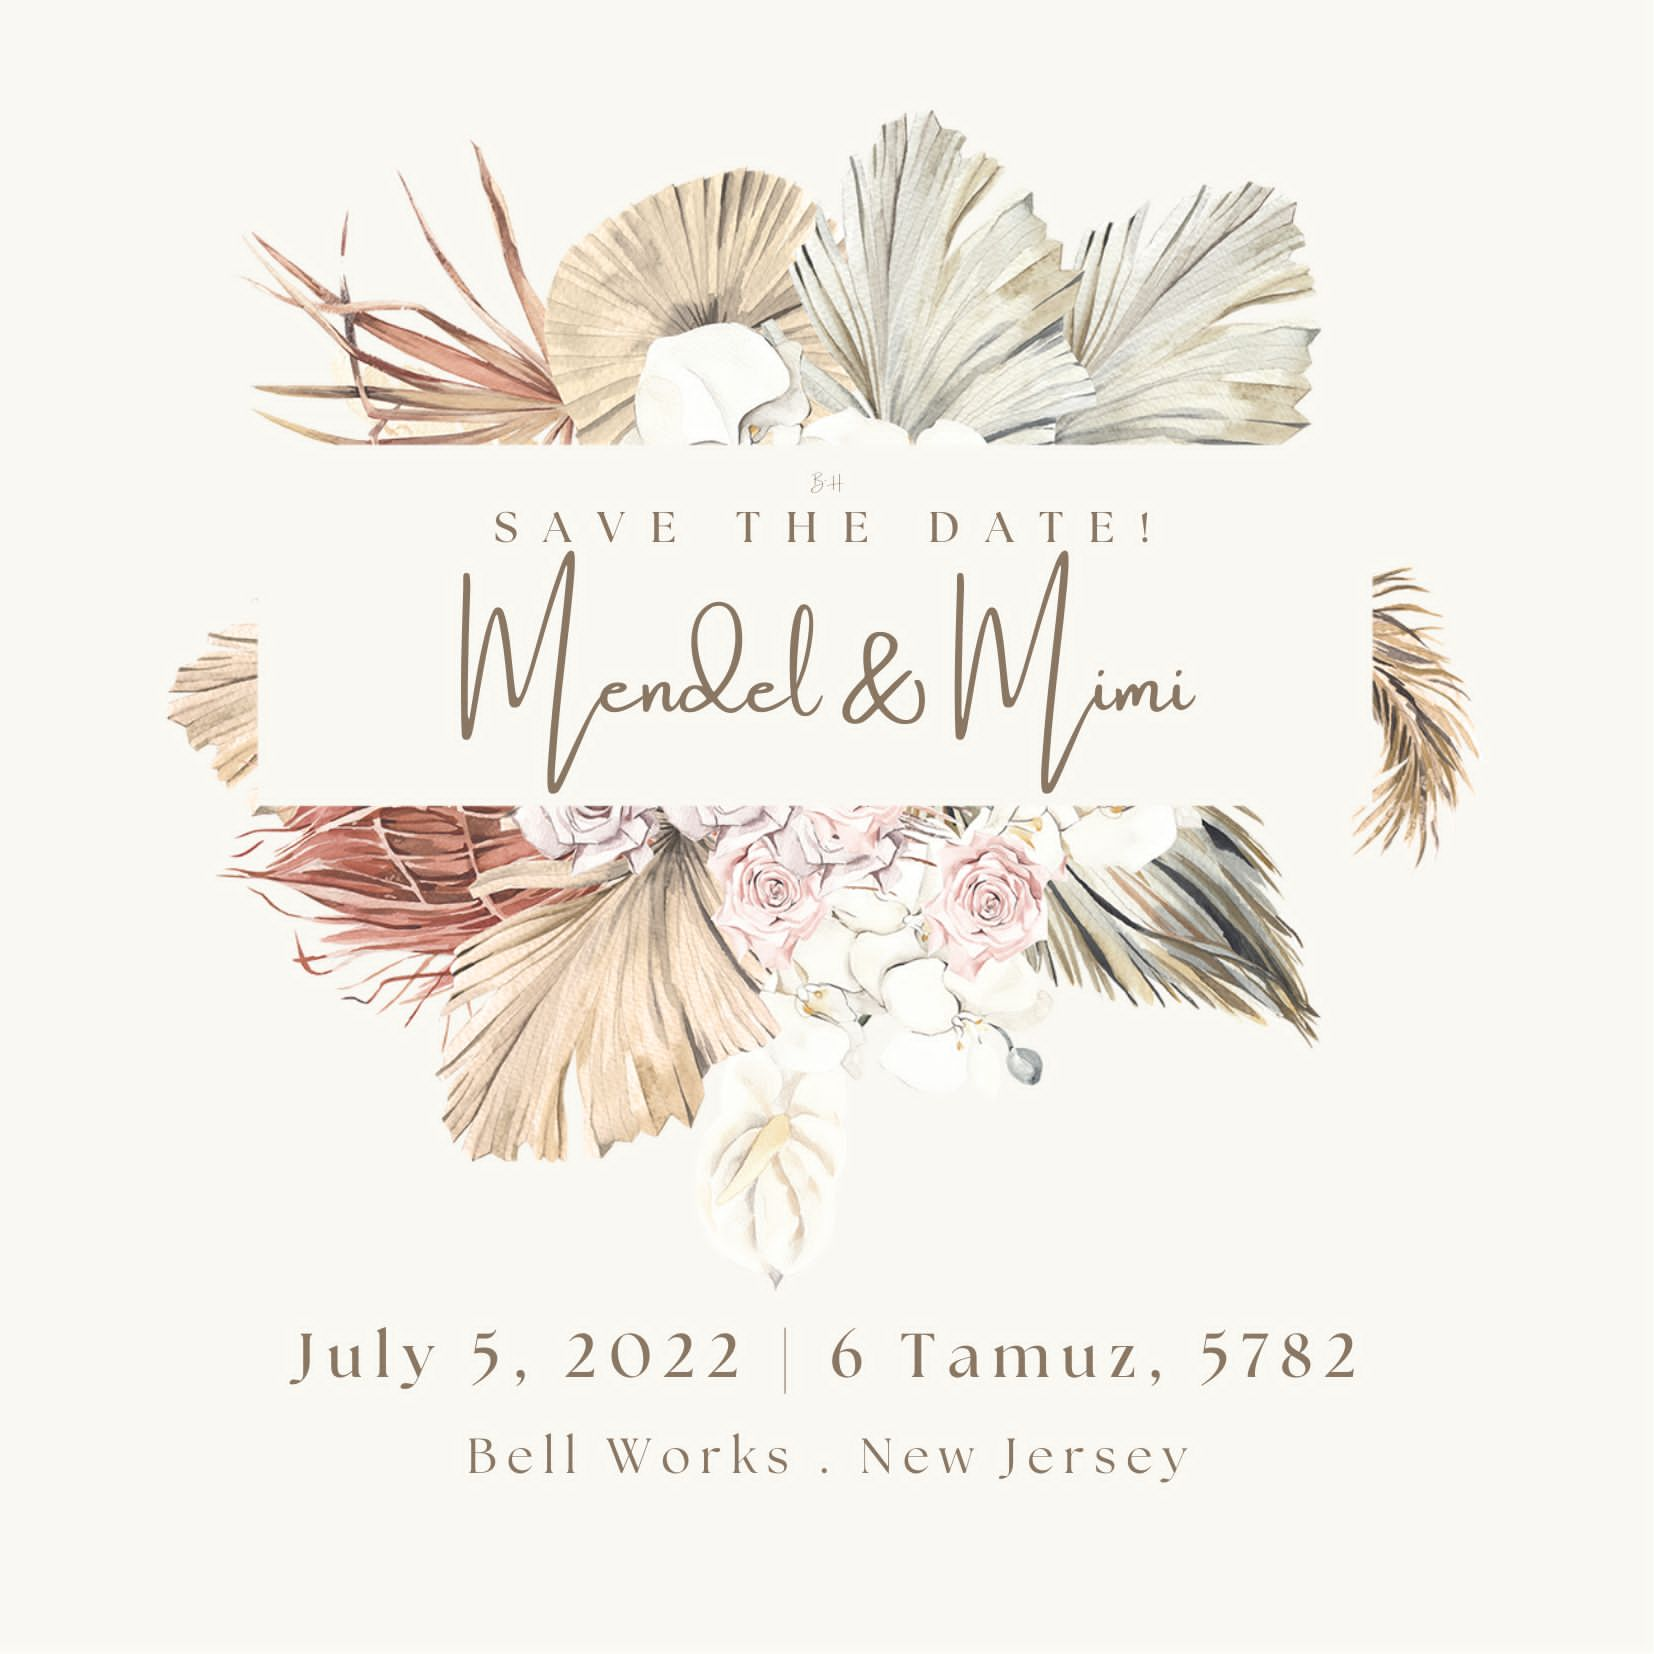 B·H
SAVE THE DATE!
Mendel & Mimi
July 5, 2022 | 6 Tamuz, 5782
Bell Works . New Jersey